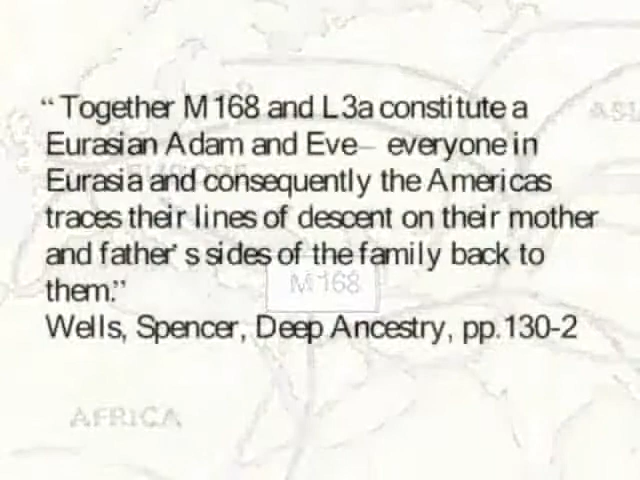 “Together M168 and L3a constitute a
Eurasian Adam and Eve– everyone in
Eurasia and consequently the Americas
traces their lines of descent on their mother
and father’s sides of the family back to
them.”
Wells, Spencer, Deep Ancestry, pp.130-2
M168
EUROPE
AFRICA